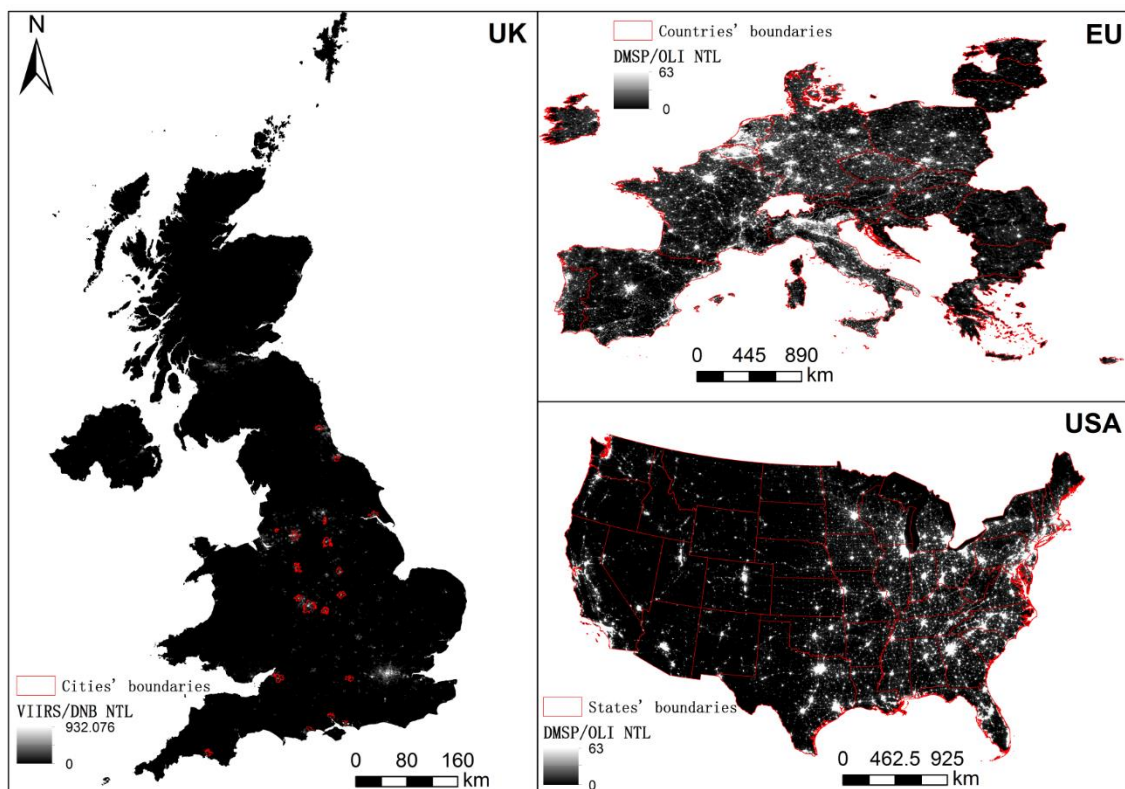 N
UK
Cities' boundaries
VIIRS/DNB NTL
932.076
0
0 80 160
km
EU
Countries' boundaries
DMSP/OLI NTL
63
0
0 445 890
km
USA
States' boundaries
DMSP/OLI NTL
63
0
0 462.5 925
km